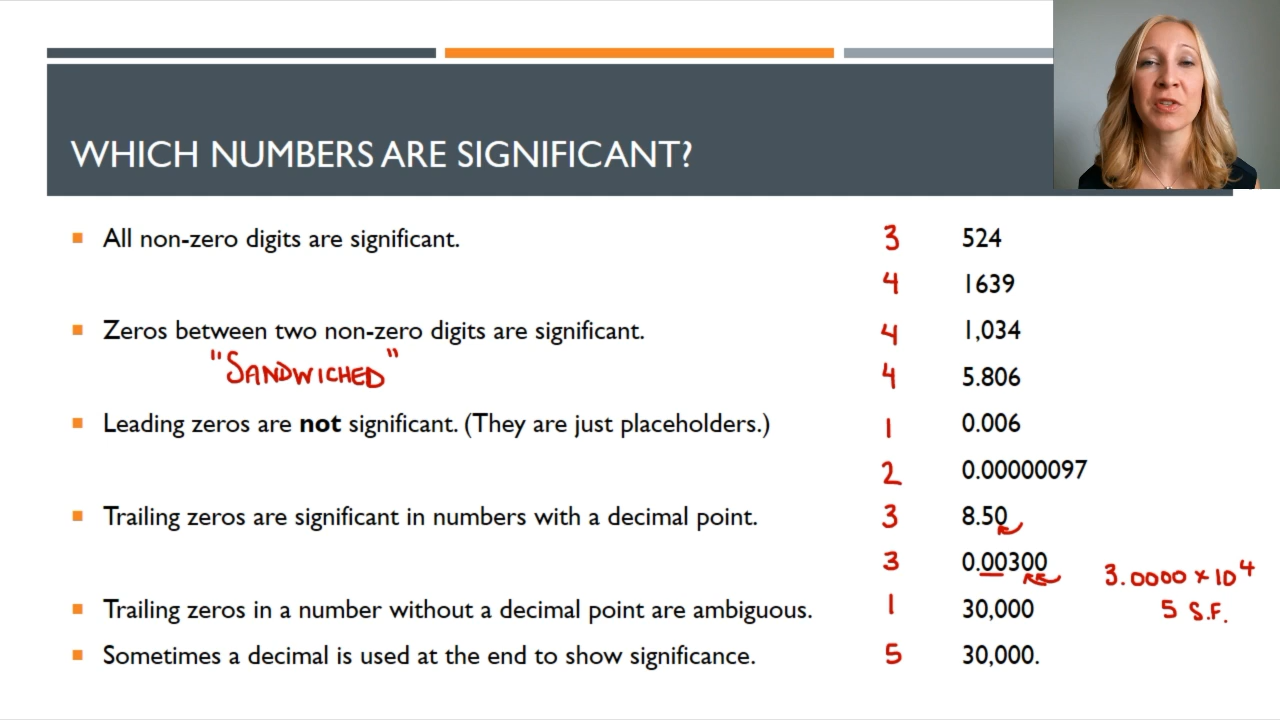 WHICH NUMBERS ARE SIGNIFICANT?
All non-zero digits are significant.
3 524
4 1639
Zeros between two non-zero digits are significant.
4 1,034
"SANDWICHED"
4 5.806
Leading zeros are not significant. (They are just placeholders.)
1 0.006
2 0.00000097
Trailing zeros are significant in numbers with a decimal point.
3 8.50
3 0.00300
3.0000 × 10⁴
Trailing zeros in a number without a decimal point are ambiguous.
1 30,000
5 S.F.
Sometimes a decimal is used at the end to show significance.
5 30,000.